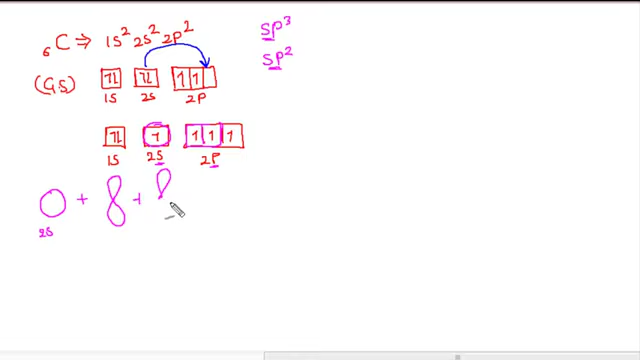 ₆C ⇒ 1S² 2S² 2P²
SP³
SP²
(G.S)
1S 2S 2P
1S 2S 2P
+ +
2S